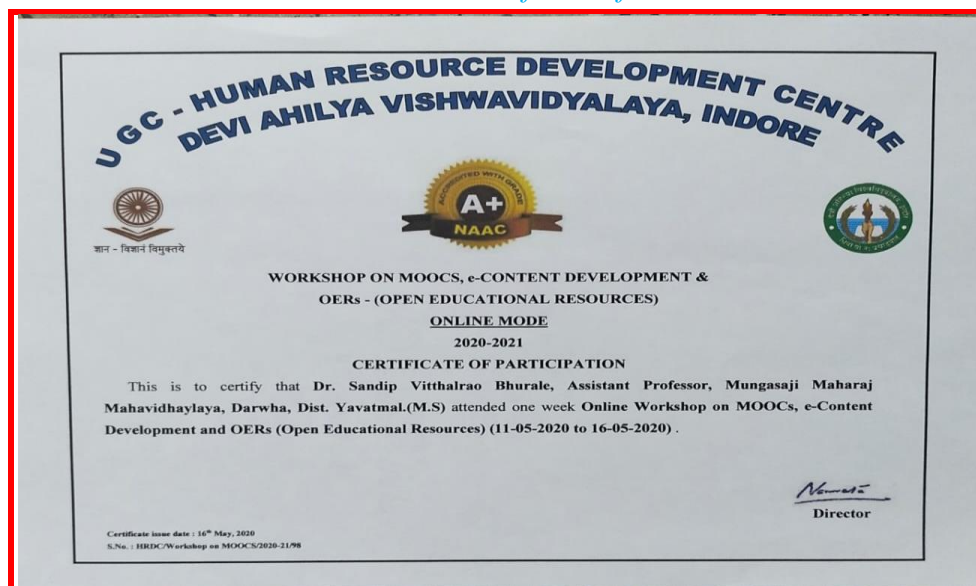 UGC - HUMAN RESOURCE DEVELOPMENT CENTRE
DEVI AHILYA VISHWAVIDYALAYA, INDORE
ACCREDITED WITH GRADE
A+
NAAC
ज्ञान - विज्ञानं विमुक्तये
WORKSHOP ON MOOCS, e-CONTENT DEVELOPMENT &
OERs - (OPEN EDUCATIONAL RESOURCES)
ONLINE MODE
2020-2021
CERTIFICATE OF PARTICIPATION
This is to certify that Dr. Sandip Vitthalrao Bhurale, Assistant Professor, Mungasaji Maharaj
Mahavidhaylaya, Darwha, Dist. Yavatmal.(M.S) attended one week Online Workshop on MOOCs, e-Content
Development and OERs (Open Educational Resources) (11-05-2020 to 16-05-2020) .
Director
Certificate issue date : 16th May, 2020
S.No. : HRDC/Workshop on MOOCS/2020-21/98